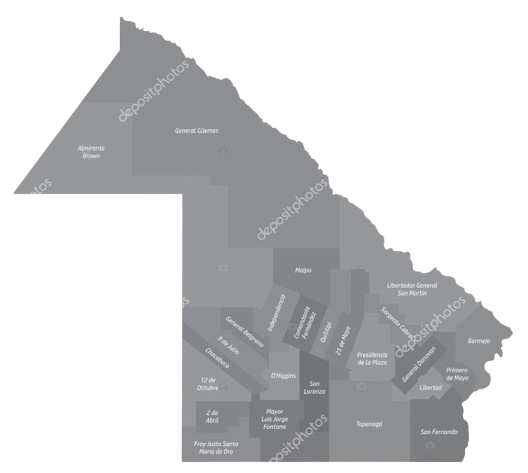 depositphotos
General Güemes
Almirante
Brown
depositphotos
Maipú
Libertador General
San Martín
Independencia
Comandante
Fernández
Quitilipi
25 de Mayo
Sargento Cabral
depositphotos
General Belgrano
9 de Julio
Chacabuco
Presidencia
de la Plaza
General Donovan
Bermejo
Primero
de Mayo
Libertad
12 de
Octubre
O'Higgins
San
Lorenzo
2 de
Abril
Mayor
Luis Jorge
Fontana
Tapenagá
San Fernando
Frey Justo Santa
María de Oro
depositphotos